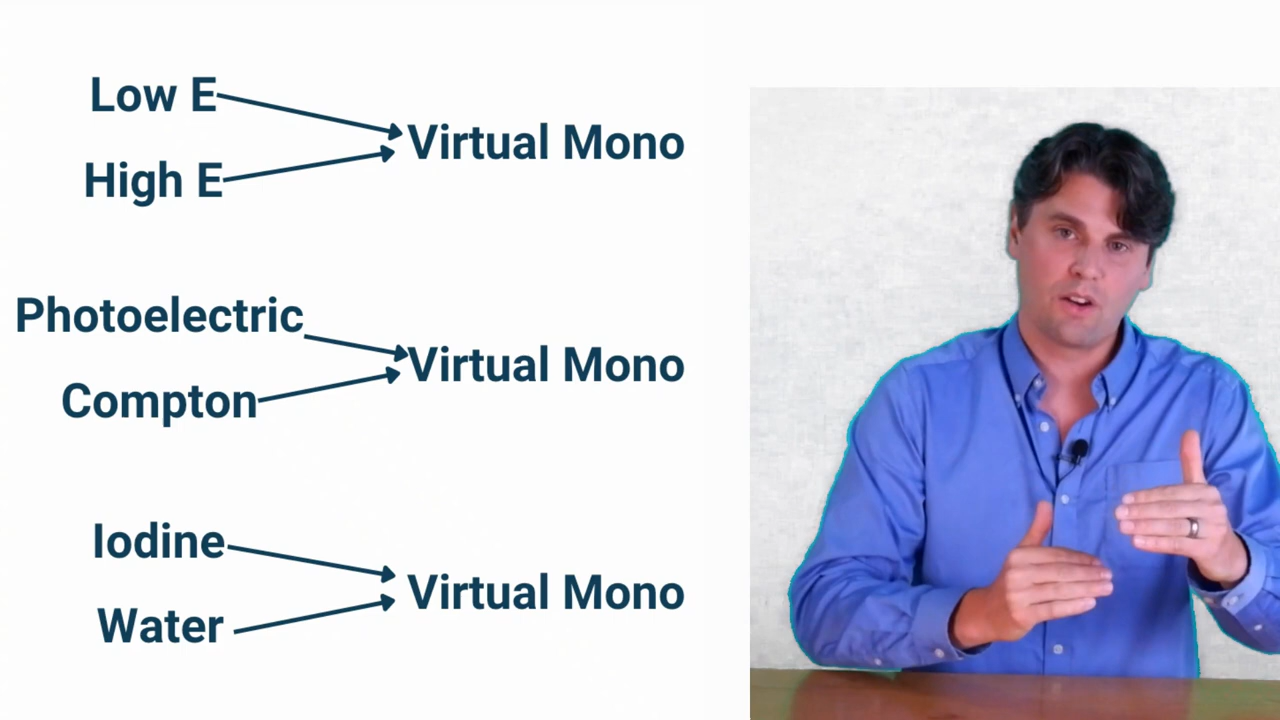 Low E
High E
Virtual Mono
Photoelectric
Compton
Virtual Mono
Iodine
Water
Virtual Mono